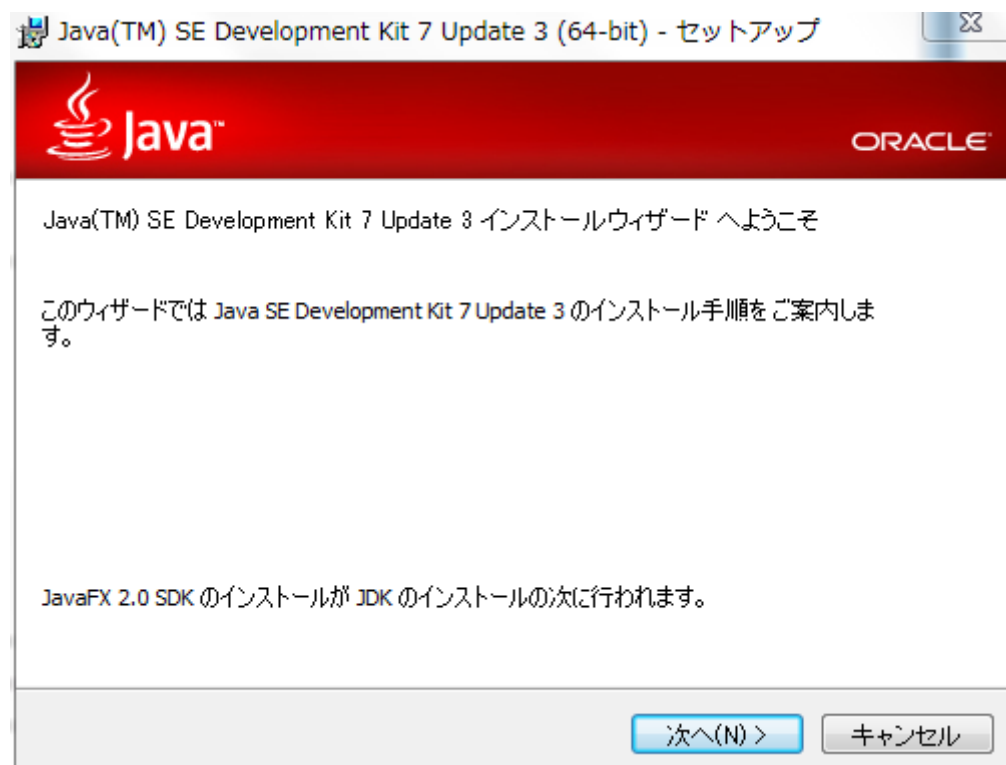 Java(TM) SE Development Kit 7 Update 3 (64-bit) - セットアップ
Java™
ORACLE
Java(TM) SE Development Kit 7 Update 3 インストールウィザード へようこそ
このウィザードでは Java SE Development Kit 7 Update 3 のインストール手順をご案内しま
す。
JavaFX 2.0 SDK のインストールが JDK のインストールの次に行われます。
次へ(N) >
キャンセル